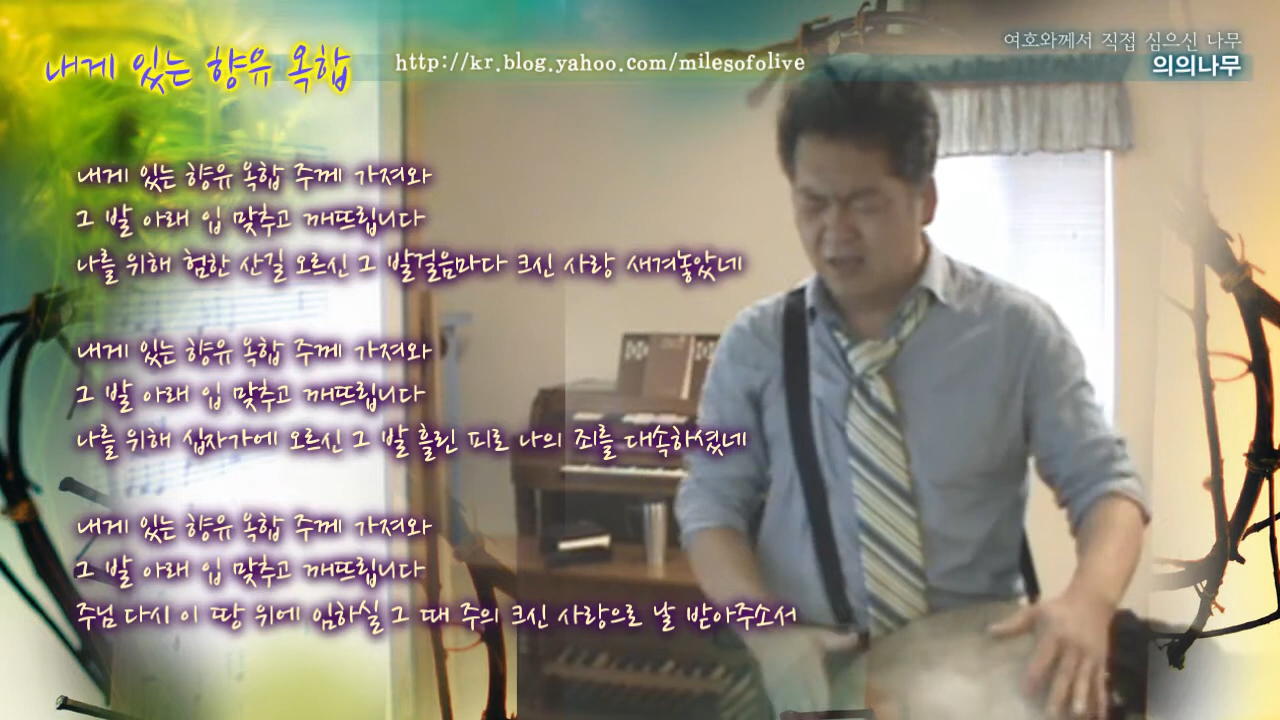 내게 있는 향유 옥합
http://kr.blog.yahoo.com/milesofolive
여호와께서 직접 심으신 나무
의의나무
내게 있는 향유 옥합 주께 가져와
그 발 아래 입 맞추고 깨뜨립니다
나를 위해 험한 산길 오르신 그 발걸음마다 크신 사랑 새겨놓았네
내게 있는 향유 옥합 주께 가져와
그 발 아래 입 맞추고 깨뜨립니다
나를 위해 십자가에 오르신 그 발 흘린 피로 나의 죄를 대속하셨네
내게 있는 향유 옥합 주께 가져와
그 발 아래 입 맞추고 깨뜨립니다
주님 다시 이 땅 위에 임하실 그 때 주의 크신 사랑으로 날 받아주소서